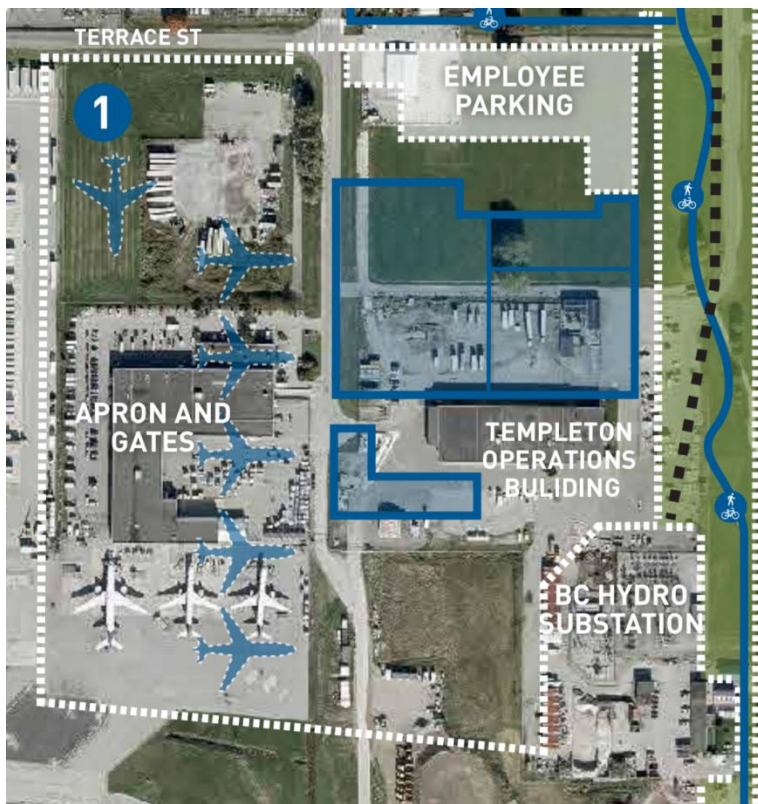 TERRACE ST
1
EMPLOYEE
PARKING
APRON AND
GATES
TEMPLETON
OPERATIONS
BULIDING
BC HYDRO
SUBSTATION